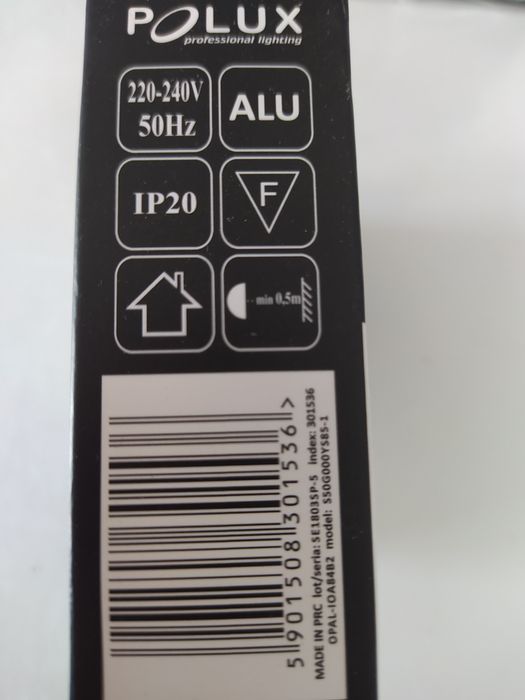 POLUX
professional lighting
220-240V
50Hz
ALU
IP20
F
min 0,5m
5 901508 301536 >
MADE IN PRC lot/seria: SE1803SP-5 index: 301536
OPAL-IOA84B2 model: S50G000YS85-1